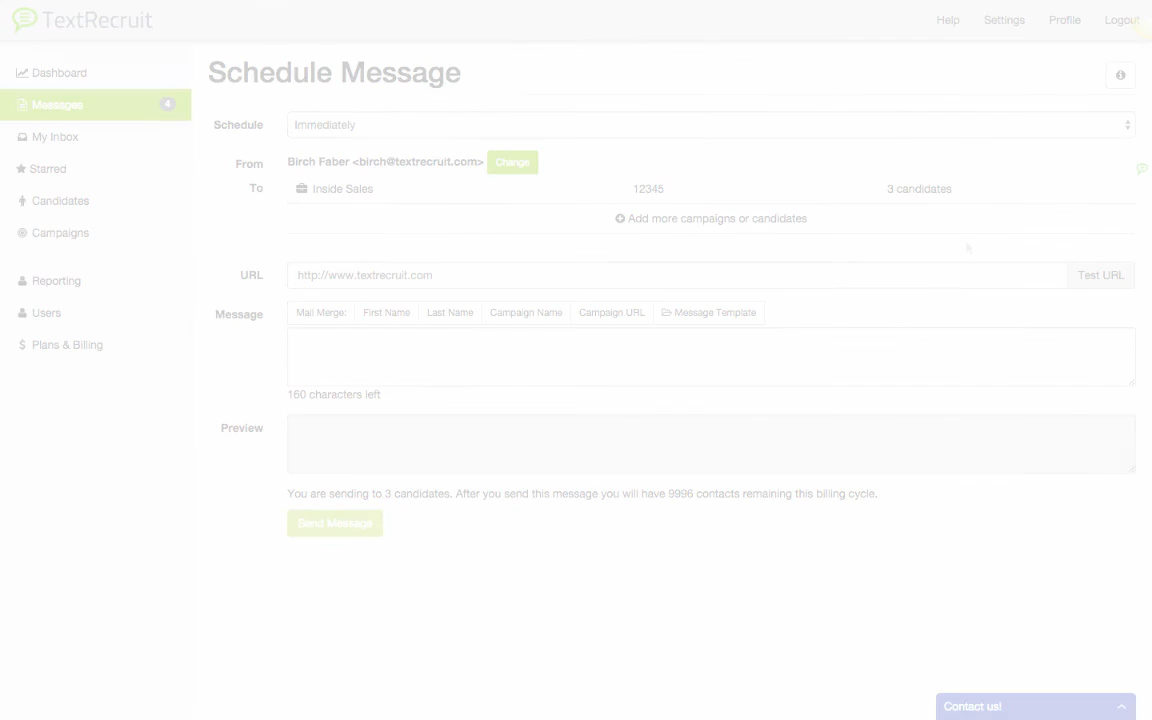 TextRecruit
Help Settings Profile Logout
Dashboard
Messages 4
My Inbox
Starred
Candidates
Campaigns
Reporting
Users
Plans & Billing
Schedule Message
Schedule Immediately
From Birch Faber <birch@textrecruit.com> Change
To Inside Sales 12345 3 candidates
Add more campaigns or candidates
URL http://www.textrecruit.com Test URL
Message Mail Merge: First Name Last Name Campaign Name Campaign URL Message Template
160 characters left
Preview
You are sending to 3 candidates. After you send this message you will have 9996 contacts remaining this billing cycle.
Send Message
Contact us!